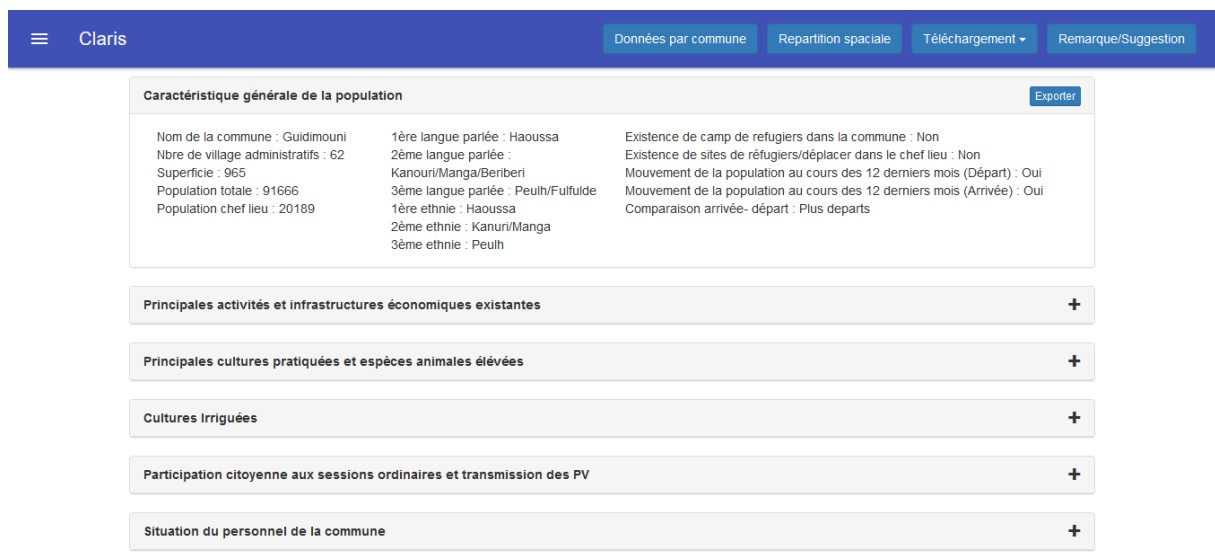 Claris
Données par commune
Repartition spaciale
Téléchargement
Remarque/Suggestion
Caractéristique générale de la population
Exporter
Nom de la commune : Guidimouni
Nbre de village administratifs : 62
Superficie : 965
Population totale : 91666
Population chef lieu : 20189
1ère langue parlée : Haoussa
2ème langue parlée :
Kanouri/Manga/Beriberi
3ème langue parlée : Peulh/Fulfulde
1ère ethnie : Haoussa
2ème ethnie : Kanuri/Manga
3ème ethnie : Peulh
Existence de camp de refugiers dans la commune : Non
Existence de sites de réfugiers/déplacer dans le chef lieu : Non
Mouvement de la population au cours des 12 derniers mois (Départ) : Oui
Mouvement de la population au cours des 12 derniers mois (Arrivée) : Oui
Comparaison arrivée- départ : Plus departs
Principales activités et infrastructures économiques existantes
Principales cultures pratiquées et espèces animales élévées
Cultures Irriguées
Participation citoyenne aux sessions ordinaires et transmission des PV
Situation du personnel de la commune